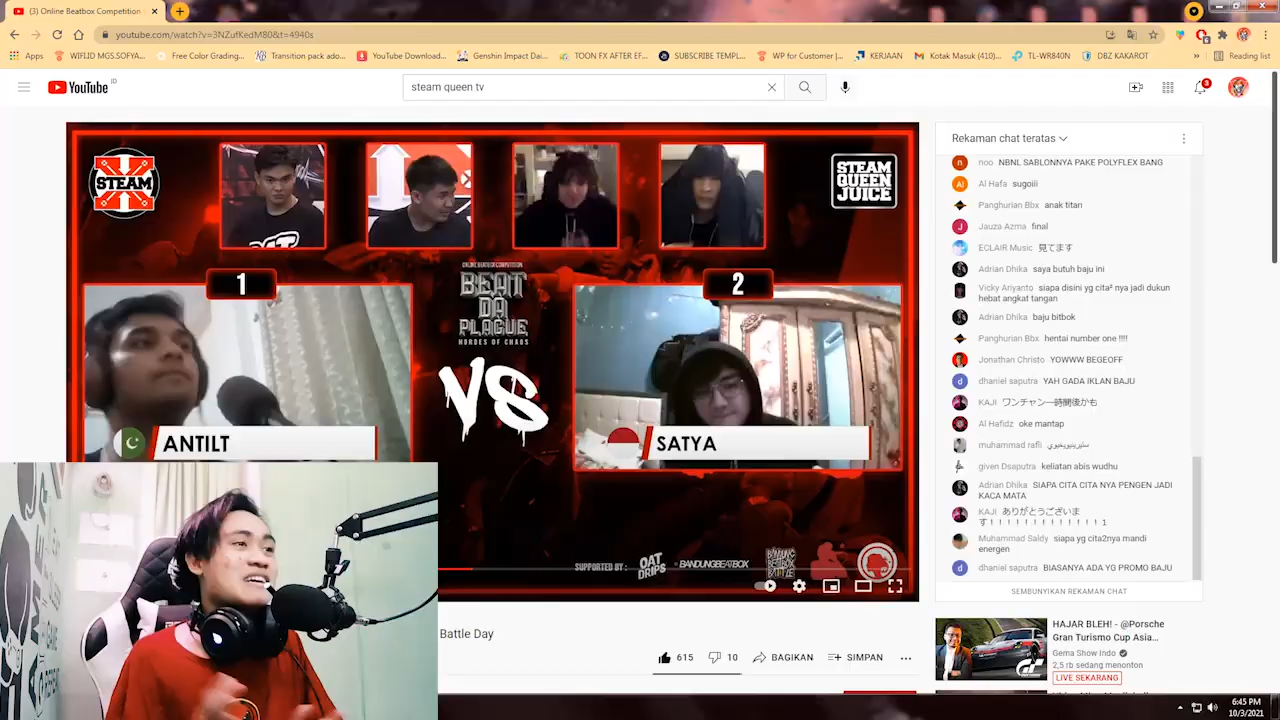 (3) Online Beatbox Competition
youtube.com/watch?v=3NZufKedM80&t=4940s
Apps
WIFI.ID MGS.SOFYA...
Free Color Grading...
Transition pack ado...
YouTube Download...
Genshin Impact Dai...
TOON FX AFTER EF...
SUBSCRIBE TEMPL...
WP for Customer |...
KERJAAN
Kotak Masuk (410)...
TL-WR840N
DBZ KAKAROT
»
Reading list
YouTube ID
steam queen tv
3
STEAM
STEAM
QUEEN
JUICE
1
2
ONLINE BEATBOX COMPETITION
BEAT
DA
PLAGUE
HORDES OF CHAOS
VS
ANTILT
SATYA
SUPPORTED BY :
OAT
DRIPS
BANDUNGBEATBOX
BANDUNG
BEATBOX
BATTLE
Battle Day
615
10
BAGIKAN
SIMPAN
Rekaman chat teratas
noo NBNL SABLONNYA PAKE POLYFLEX BANG
Al Hafa sugoiii
Panghurian Bbx anak titan
Jauza Azma final
ECLAIR Music 見てます
Adrian Dhika saya butuh baju ini
Vicky Ariyanto siapa disini yg cita² nya jadi dukun
hebat angkat tangan
Adrian Dhika baju bitbok
Panghurian Bbx hentai number one !!!!
Jonathan Christo YOWWW BEGEOFF
dhaniel saputra YAH GADA IKLAN BAJU
KAJI ワンチャン一時間後かも
Al Hafidz oke mantap
muhammad rafli
given Dsaputra keliatan abis wudhu
Adrian Dhika SIAPA CITA CITA NYA PENGEN JADI
KACA MATA
KAJI ありがとうございま
す！！！！！！！！！！！！！1
Muhammad Saldy siapa yg cita2nya mandi
energen
dhaniel saputra BIASANYA ADA YG PROMO BAJU
SEMBUNYIKAN REKAMAN CHAT
HAJAR BLEH! - @Porsche
Gran Turismo Cup Asia...
Gema Show Indo
2,5 rb sedang menonton
LIVE SEKARANG
6:45 PM
10/3/2021